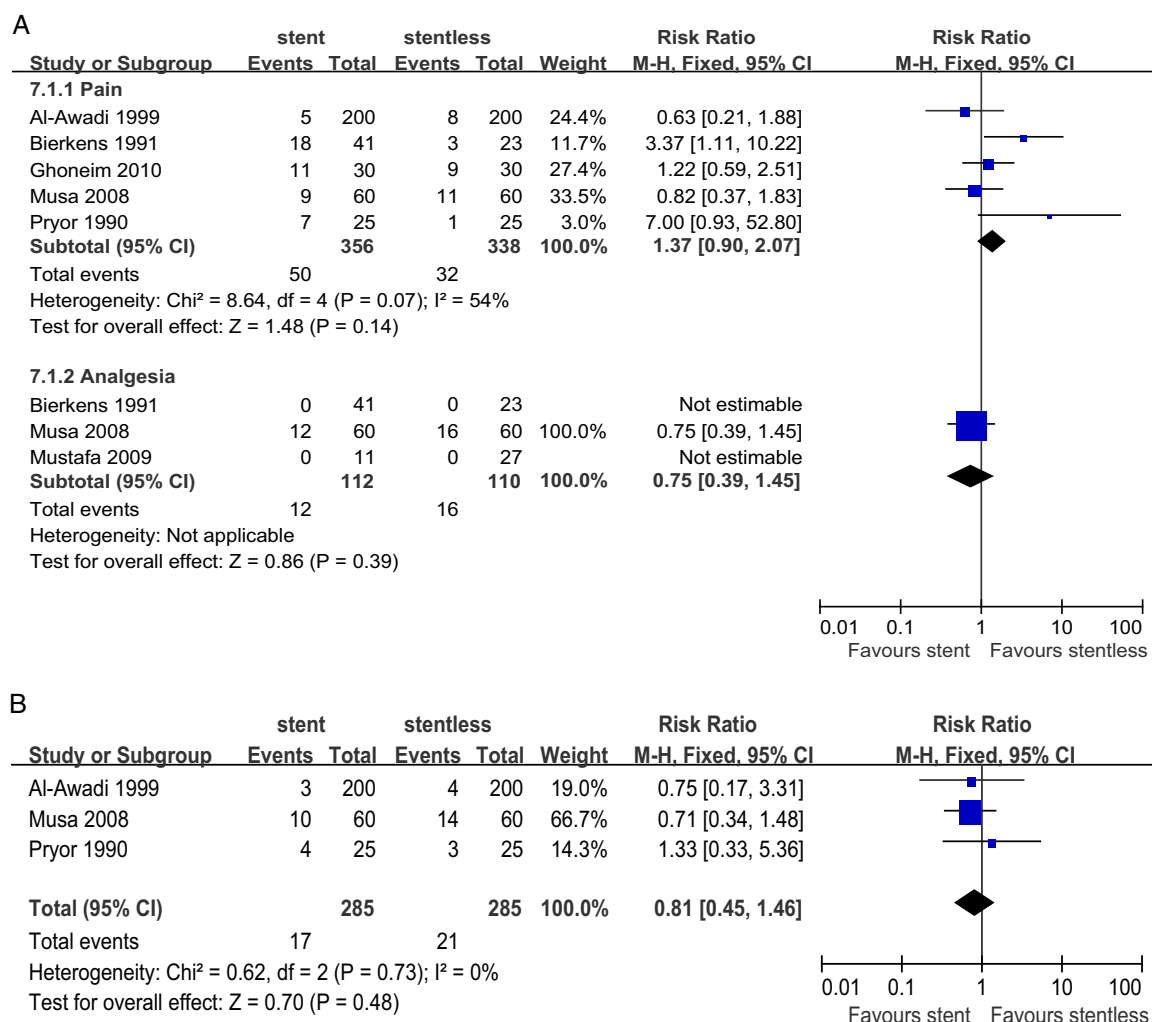 A
stent stentless Risk Ratio Risk Ratio
Study or Subgroup Events Total Events Total Weight M-H, Fixed, 95% CI M-H, Fixed, 95% CI
7.1.1 Pain
Al-Awadi 1999 5 200 8 200 24.4% 0.63 [0.21, 1.88]
Bierkens 1991 18 41 3 23 11.7% 3.37 [1.11, 10.22]
Ghoneim 2010 11 30 9 30 27.4% 1.22 [0.59, 2.51]
Musa 2008 9 60 11 60 33.5% 0.82 [0.37, 1.83]
Pryor 1990 7 25 1 25 3.0% 7.00 [0.93, 52.80]
Subtotal (95% CI) 356 338 100.0% 1.37 [0.90, 2.07]
Total events 50 32
Heterogeneity: Chi² = 8.64, df = 4 (P = 0.07); I² = 54%
Test for overall effect: Z = 1.48 (P = 0.14)
7.1.2 Analgesia
Bierkens 1991 0 41 0 23 Not estimable
Musa 2008 12 60 16 60 100.0% 0.75 [0.39, 1.45]
Mustafa 2009 0 11 0 27 Not estimable
Subtotal (95% CI) 112 110 100.0% 0.75 [0.39, 1.45]
Total events 12 16
Heterogeneity: Not applicable
Test for overall effect: Z = 0.86 (P = 0.39)
0.01 0.1 1 10 100
Favours stent Favours stentless
B
stent stentless Risk Ratio Risk Ratio
Study or Subgroup Events Total Events Total Weight M-H, Fixed, 95% CI M-H, Fixed, 95% CI
Al-Awadi 1999 3 200 4 200 19.0% 0.75 [0.17, 3.31]
Musa 2008 10 60 14 60 66.7% 0.71 [0.34, 1.48]
Pryor 1990 4 25 3 25 14.3% 1.33 [0.33, 5.36]
Total (95% CI) 285 285 100.0% 0.81 [0.45, 1.46]
Total events 17 21
Heterogeneity: Chi² = 0.62, df = 2 (P = 0.73); I² = 0%
Test for overall effect: Z = 0.70 (P = 0.48)
0.01 0.1 1 10 100
Favours stent Favours stentless